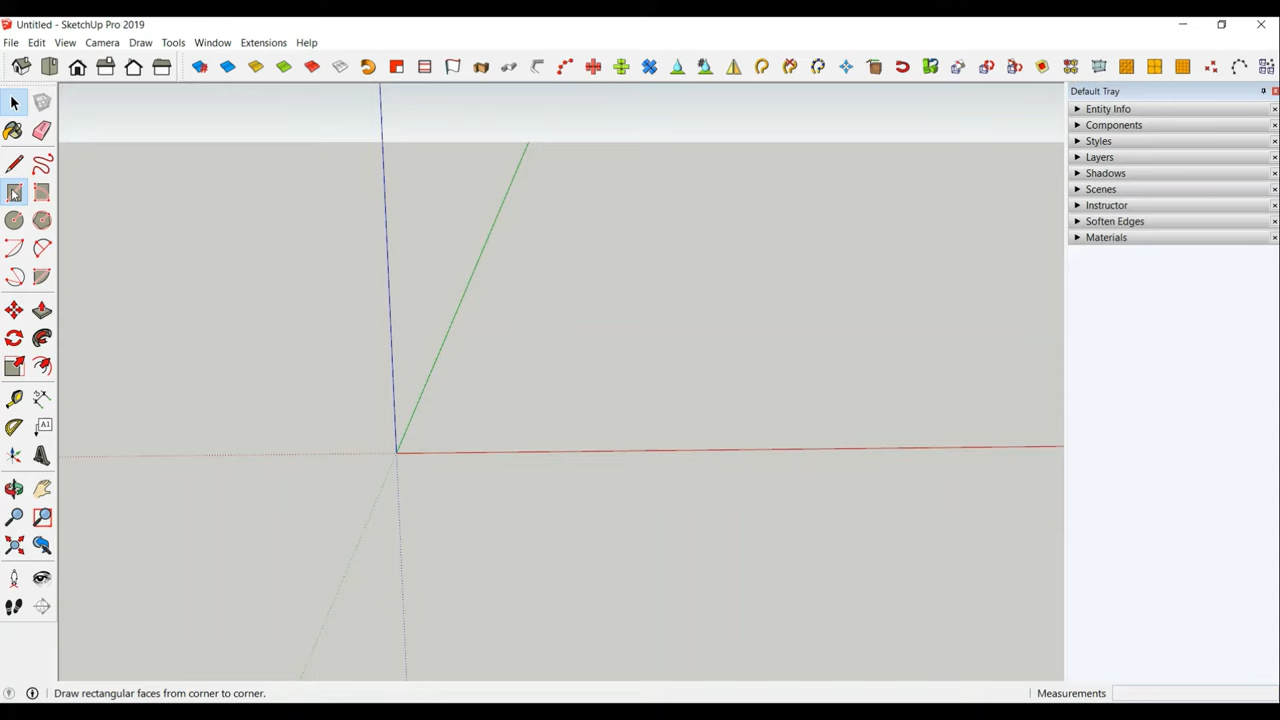 Untitled - SketchUp Pro 2019
File Edit View Camera Draw Tools Window Extensions Help
Default Tray
Entity Info
Components
Styles
Layers
Shadows
Scenes
Instructor
Soften Edges
Materials
A1
Draw rectangular faces from corner to corner.
Measurements